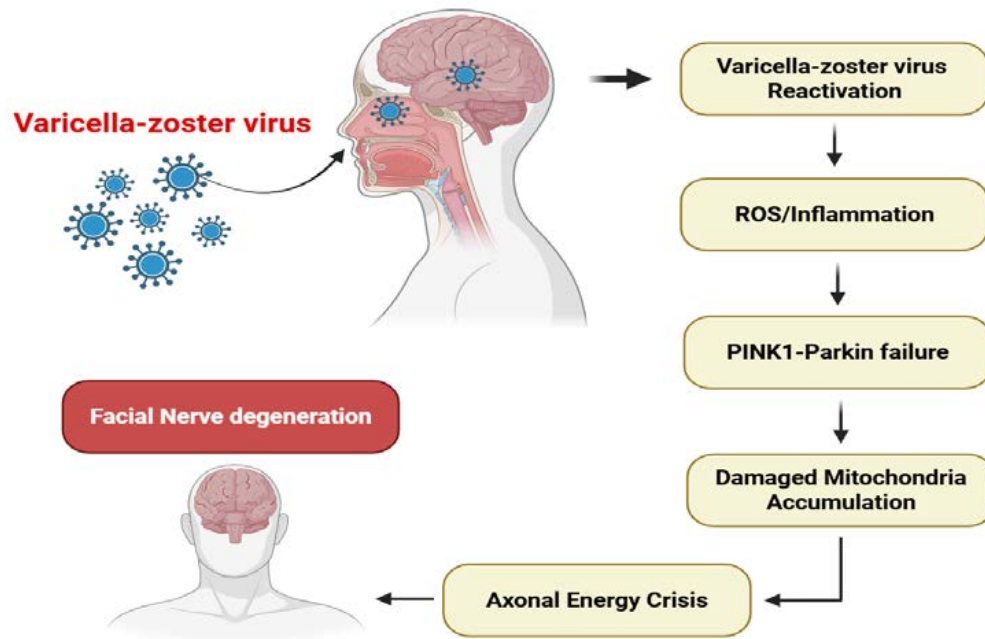 Varicella-zoster virus
Varicella-zoster virus
Reactivation
ROS/Inflammation
PINK1-Parkin failure
Damaged Mitochondria
Accumulation
Axonal Energy Crisis
Facial Nerve degeneration